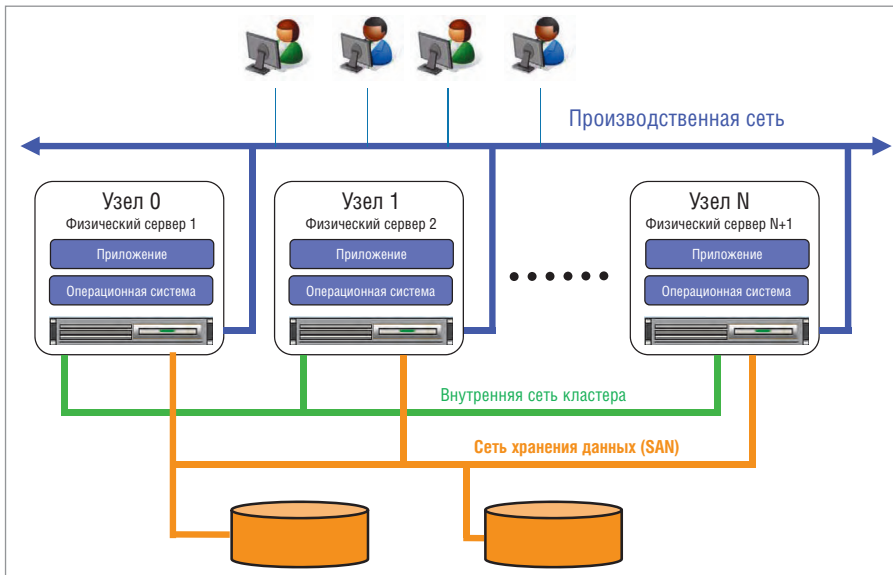 Производственная сеть
Узел 0
Физический сервер 1
Приложение
Операционная система
Узел 1
Физический сервер 2
Приложение
Операционная система
Узел N
Физический сервер N+1
Приложение
Операционная система
Внутренняя сеть кластера
Сеть хранения данных (SAN)